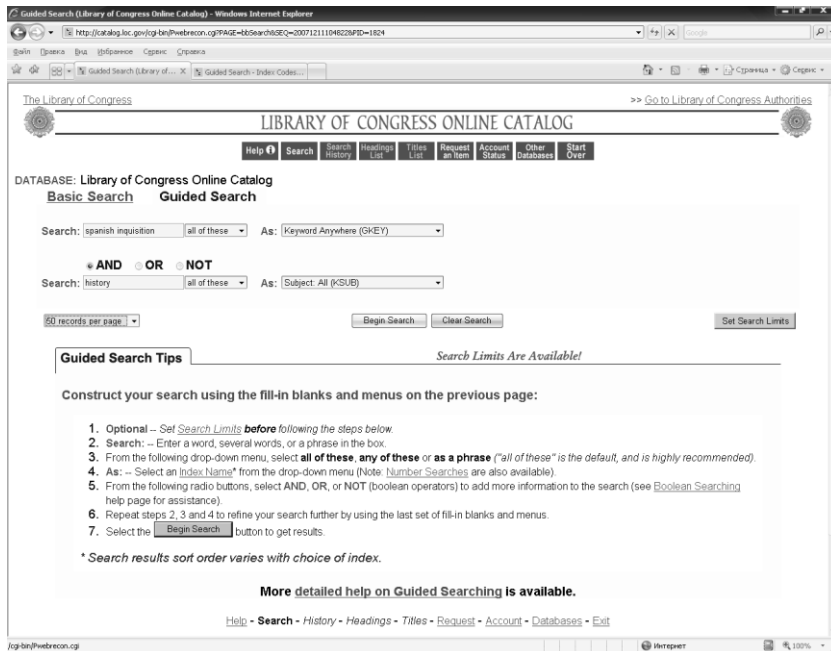 Guided Search (Library of Congress Online Catalog) - Windows Internet Explorer
http://catalog.loc.gov/cgi-bin/Pwebrecon.cgi?PAGE=bbSearch&SEQ=20071211104822&PID=1824
Google
Файл Правка Вид Избранное Сервис Справка
Guided Search (Library of... X Guided Search - Index Codes...
Справка Сервис
The Library of Congress >> Go to Library of Congress Authorities
LIBRARY OF CONGRESS ONLINE CATALOG
Help Search Search History Headings List Titles List Request an Item Account Status Other Databases Start Over
DATABASE: Library of Congress Online Catalog
Basic Search Guided Search
Search: spanish inquisition all of these As: Keyword Anywhere (GKEY)
AND OR NOT
Search: history all of these As: Subject: All (KSUB)
50 records per page Begin Search Clear Search Set Search Limits
Guided Search Tips Search Limits Are Available!
Construct your search using the fill-in blanks and menus on the previous page:
1. Optional -- Set Search Limits before following the steps below.
2. Search: -- Enter a word, several words, or a phrase in the box.
3. From the following drop-down menu, select all of these, any of these or as a phrase ("all of these" is the default, and is highly recommended).
4. As: -- Select an Index Name* from the drop-down menu (Note: Number Searches are also available).
5. From the following radio buttons, select AND, OR, or NOT (boolean operators) to add more information to the search (see Boolean Searching
help page for assistance).
6. Repeat steps 2, 3 and 4 to refine your search further by using the last set of fill-in blanks and menus.
7. Select the Begin Search button to get results.
* Search results sort order varies with choice of index.
More detailed help on Guided Searching is available.
Help - Search - History - Headings - Titles - Request - Account - Databases - Exit
/cgi-bin/Pwebrecon.cgi Интернет 100%